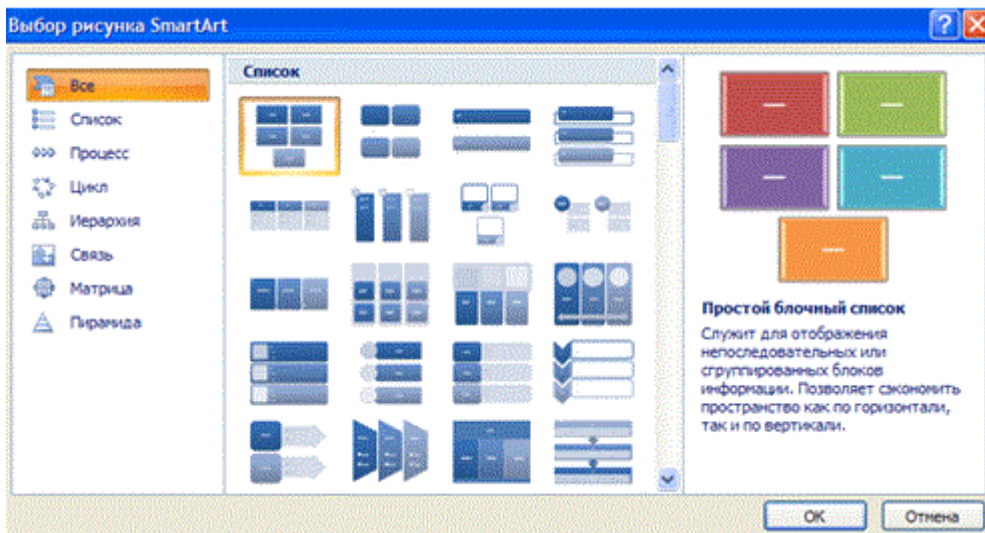 Выбор рисунка SmartArt
Все
Список
Процесс
Цикл
Иерархия
Связь
Матрица
Пирамида
Список
Простой блочный список
Служит для отображения
непоследовательных или
сгруппированных блоков
информации. Позволяет сэкономить
пространство как по горизонтали,
так и по вертикали.
ОК
Отмена